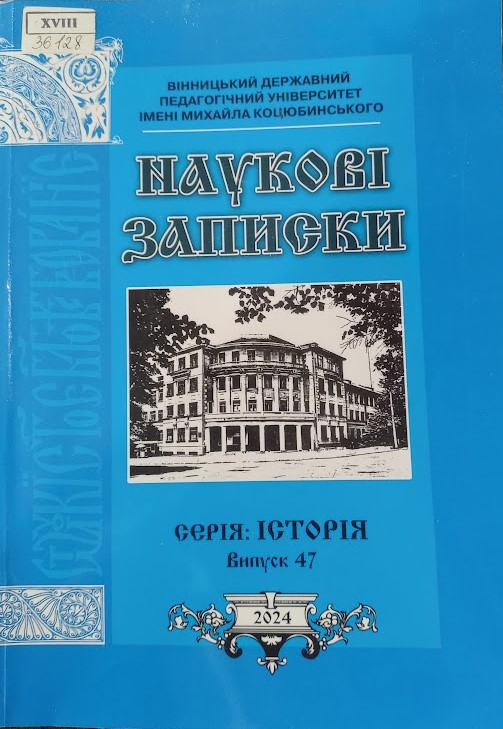 XVIII
36128
ВІННИЦЬКИЙ ДЕРЖАВНИЙ
ПЕДАГОГІЧНИЙ УНІВЕРСИТЕТ
ІМЕНІ МИХАЙЛА КОЦЮБИНСЬКОГО
НАУКОВІ
ЗАПИСКИ
СЕРІЯ: ІСТОРІЯ
Випуск 47
2024